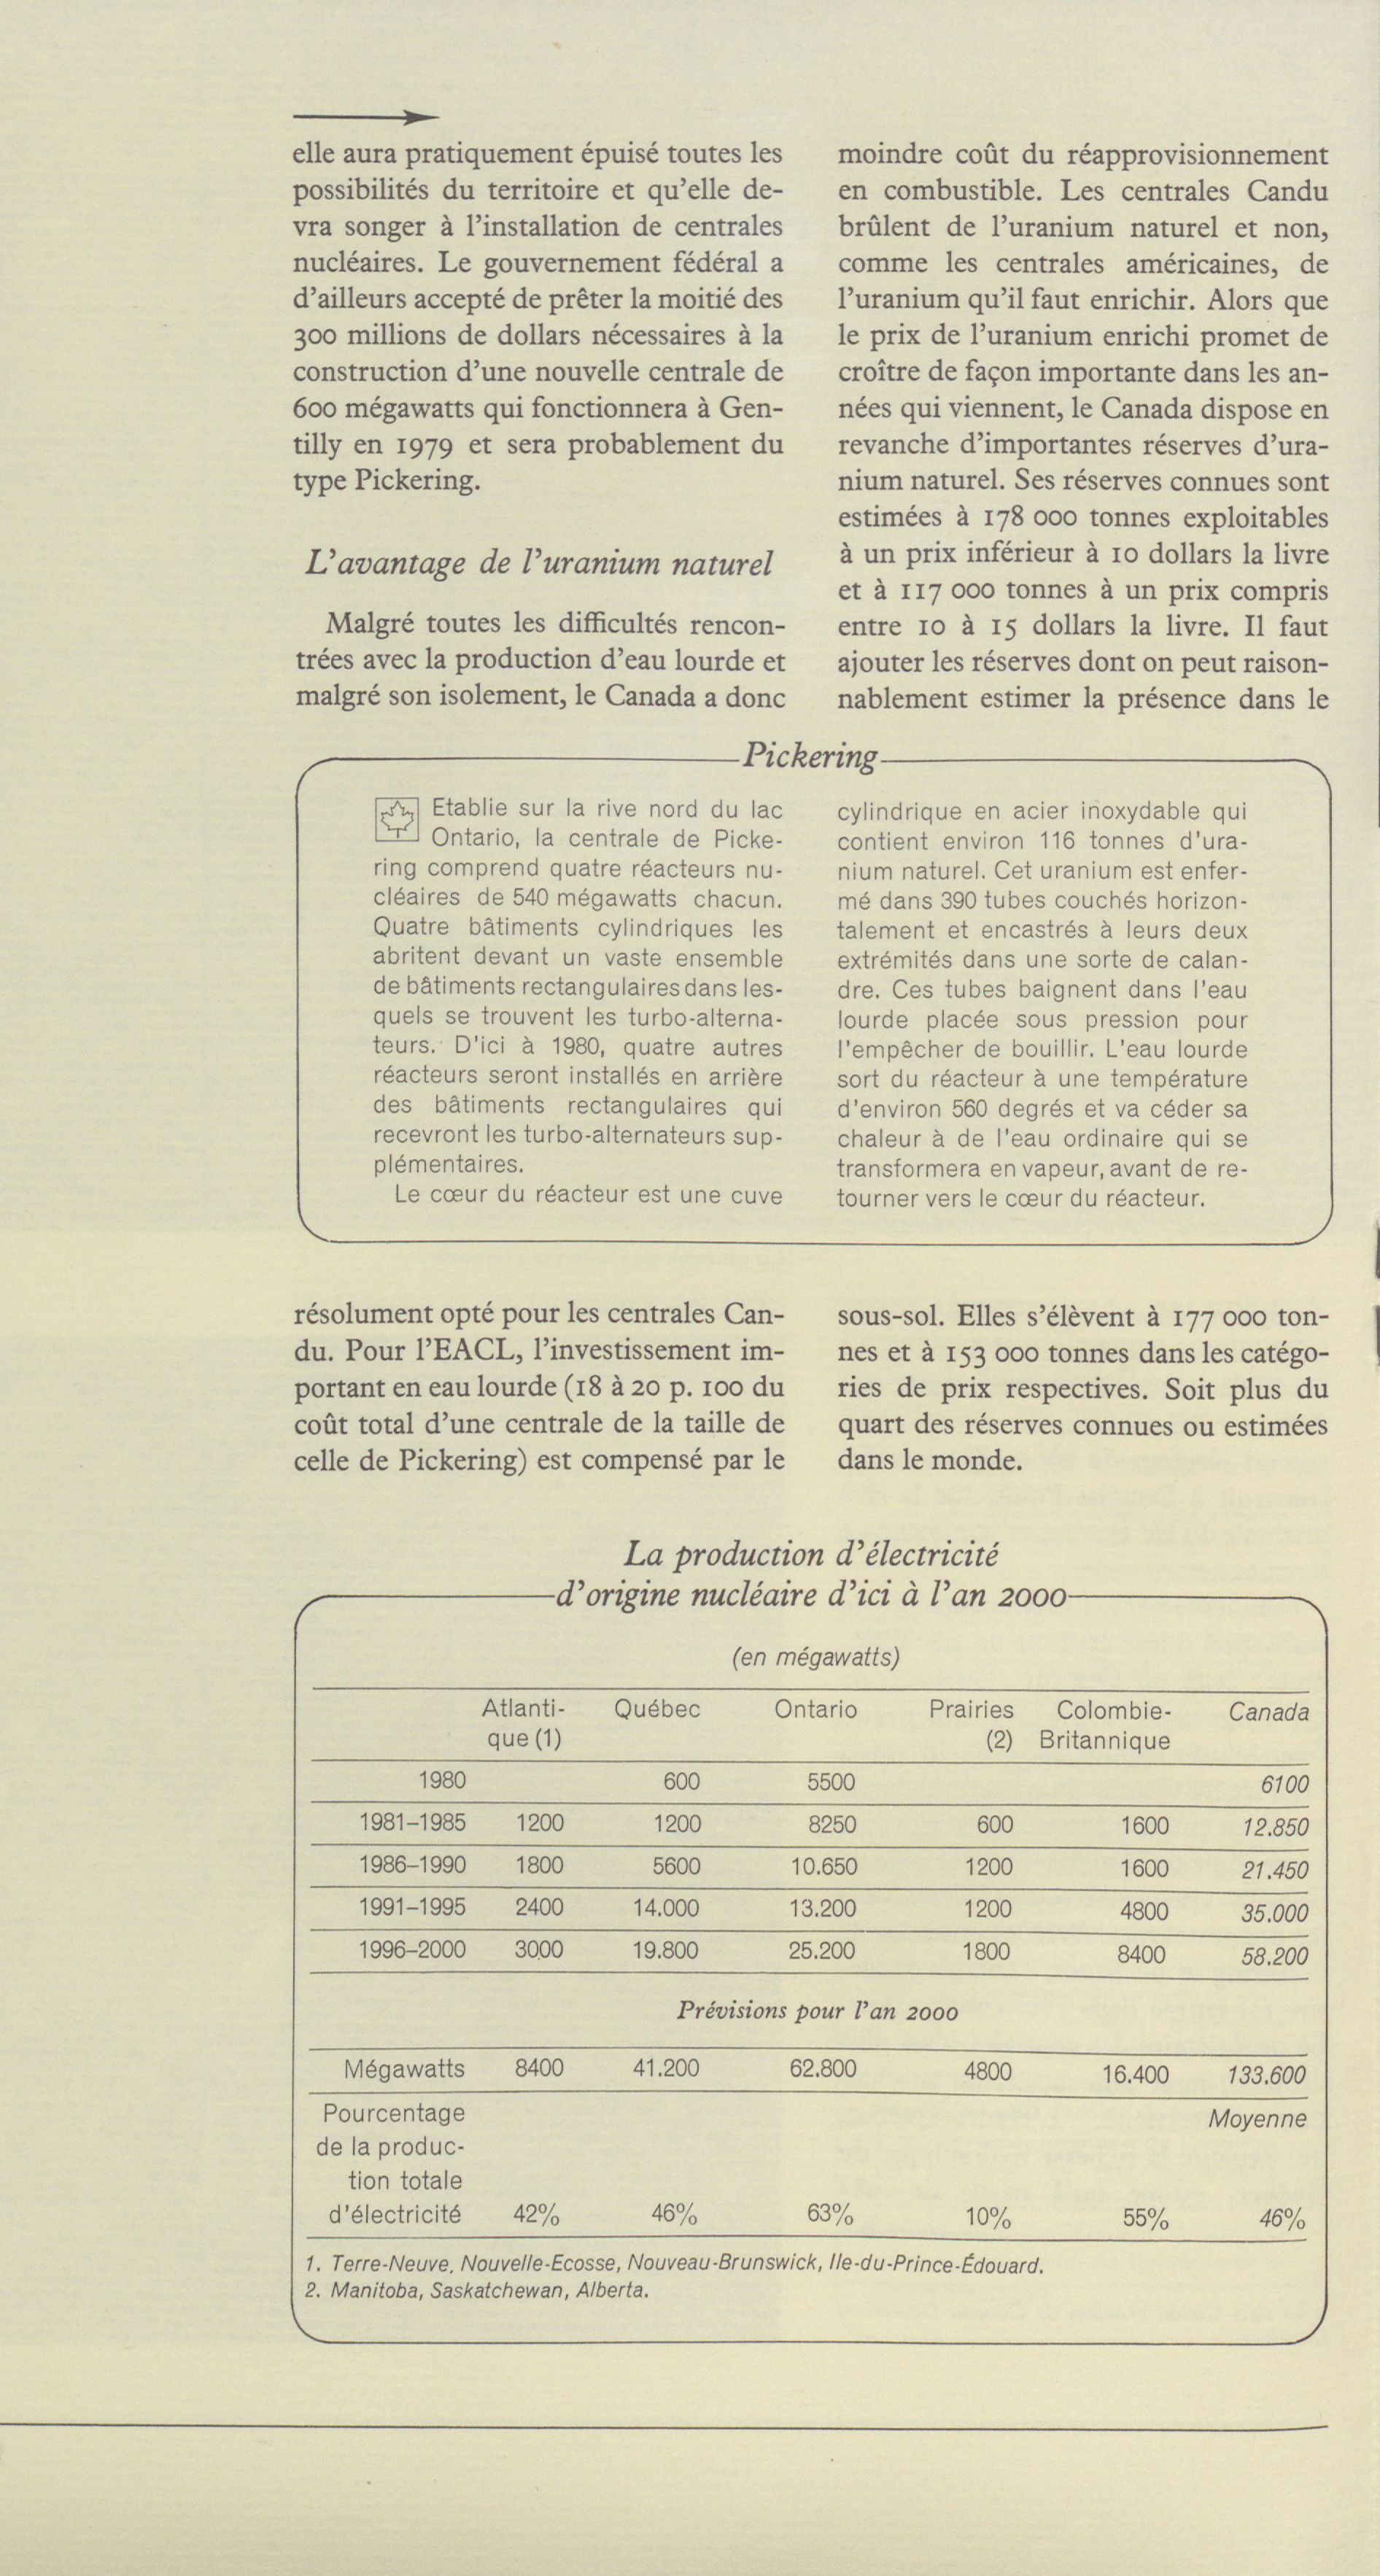 elle aura pratiquement épuisé toutes les
possibilités du territoire et qu'elle de-
vra songer à l'installation de centrales
nucléaires. Le gouvernement fédéral a
d'ailleurs accepté de prêter la moitié des
300 millions de dollars nécessaires à la
construction d'une nouvelle centrale de
600 mégawatts qui fonctionnera à Gen-
tilly en 1979 et sera probablement du
type Pickering.
L'avantage de l'uranium naturel
Malgré toutes les difficultés rencon-
trées avec la production d'eau lourde et
malgré son isolement, le Canada a donc
résolument opté pour les centrales Can-
du. Pour l'EACL, l'investissement im-
portant en eau lourde (18 à 20 p. 100 du
coût total d'une centrale de la taille de
celle de Pickering) est compensé par le
moindre coût du réapprovisionnement
en combustible. Les centrales Candu
brûlent de l'uranium naturel et non,
comme les centrales américaines, de
l'uranium qu'il faut enrichir. Alors que
le prix de l'uranium enrichi promet de
croître de façon importante dans les an-
nées qui viennent, le Canada dispose en
revanche d'importantes réserves d'ura-
nium naturel. Ses réserves connues sont
estimées à 178 000 tonnes exploitables
à un prix inférieur à 10 dollars la livre
et à 117 000 tonnes à un prix compris
entre 10 à 15 dollars la livre. Il faut
ajouter les réserves dont on peut raison-
nablement estimer la présence dans le
sous-sol. Elles s'élèvent à 177 000 ton-
nes et à 153 000 tonnes dans les catégo-
ries de prix respectives. Soit plus du
quart des réserves connues ou estimées
dans le monde.
Pickering
Etablie sur la rive nord du lac
Ontario, la centrale de Picke-
ring comprend quatre réacteurs nu-
cléaires de 540 mégawatts chacun.
Quatre bâtiments cylindriques les
abritent devant un vaste ensemble
de bâtiments rectangulaires dans les-
quels se trouvent les turbo-alterna-
teurs. D'ici à 1980, quatre autres
réacteurs seront installés en arrière
des bâtiments rectangulaires qui
recevront les turbo-alternateurs sup-
plémentaires.
Le cœur du réacteur est une cuve
cylindrique en acier inoxydable qui
contient environ 116 tonnes d'ura-
nium naturel. Cet uranium est enfer-
mé dans 390 tubes couchés horizon-
talement et encastrés à leurs deux
extrémités dans une sorte de calan-
dre. Ces tubes baignent dans l'eau
lourde placée sous pression pour
l'empêcher de bouillir. L'eau lourde
sort du réacteur à une température
d'environ 560 degrés et va céder sa
chaleur à de l'eau ordinaire qui se
transformera en vapeur, avant de re-
tourner vers le cœur du réacteur.
La production d'électricité
d'origine nucléaire d'ici à l'an 2000
(en mégawatts)
Atlanti- Québec Ontario Prairies Colombie- Canada
que (1) (2) Britannique
1980 600 5500 6100
1981–1985 1200 1200 8250 600 1600 12.850
1986–1990 1800 5600 10.650 1200 1600 21.450
1991–1995 2400 14.000 13.200 1200 4800 35.000
1996–2000 3000 19.800 25.200 1800 8400 58.200
Prévisions pour l'an 2000
Mégawatts 8400 41.200 62.800 4800 16.400 133.600
Pourcentage Moyenne
de la produc-
tion totale
d'électricité 42% 46% 63% 10% 55% 46%
1. Terre-Neuve, Nouvelle-Ecosse, Nouveau-Brunswick, Ile-du-Prince-Édouard.
2. Manitoba, Saskatchewan, Alberta.